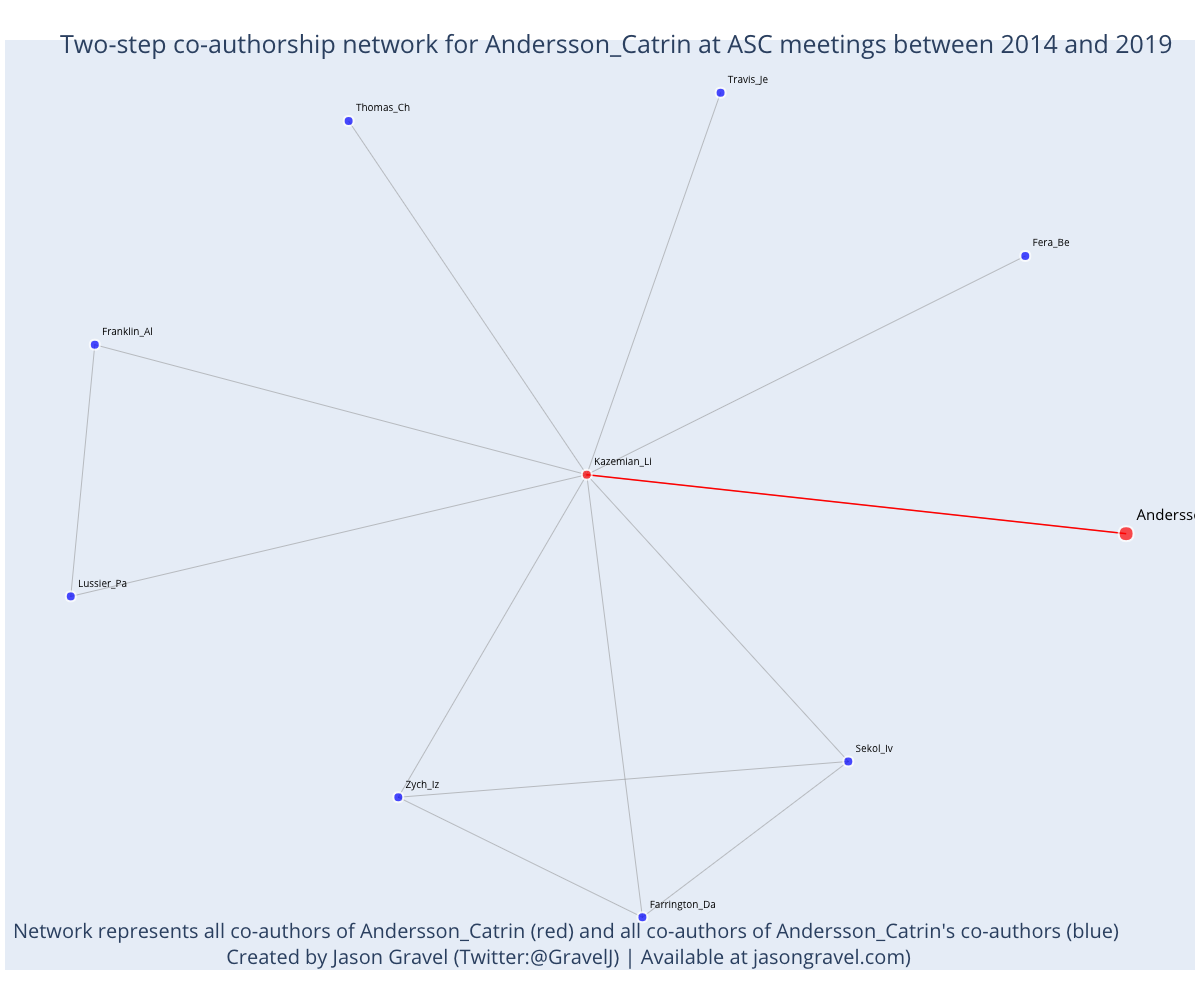 Two-step co-authorship network for Andersson_Catrin at ASC meetings between 2014 and 2019
Travis_Je
Thomas_Ch
Fera_Be
Franklin_Al
Kazemian_Li
Anderss
Lussier_Pa
Sekol_Iv
Zych_Iz
Farrington_Da
Network represents all co-authors of Andersson_Catrin (red) and all co-authors of Andersson_Catrin's co-authors (blue)
Created by Jason Gravel (Twitter:@GravelJ) | Available at jasongravel.com)